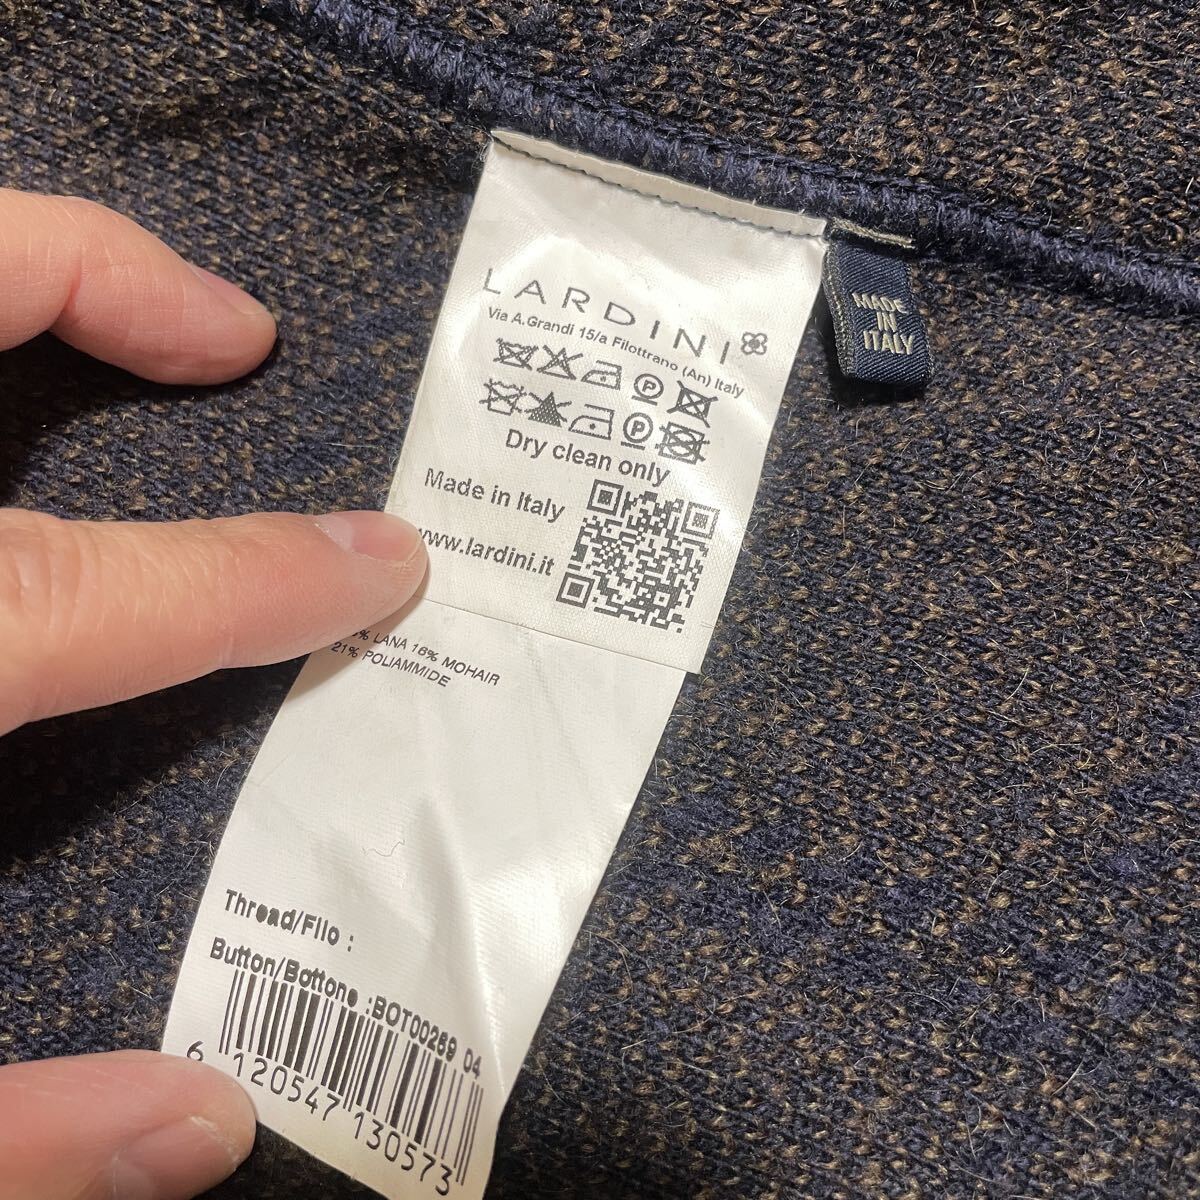 LARDINI
Via A.Grandi 15/a Filottrano (An) Italy
P
P
Dry clean only
Made in Italy
www.lardini.it
% LANA 16% MOHAIR
21% POLIAMMIDE
Thread/Filo :
Button/Bottone :BOT00269 04
6 120547 130573
MADE
IN
ITALY